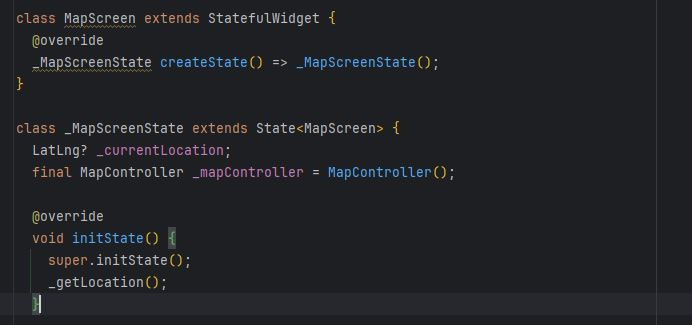 class MapScreen extends StatefulWidget {
  @override
  _MapScreenState createState() => _MapScreenState();
}

class _MapScreenState extends State<MapScreen> {
  LatLng? _currentLocation;
  final MapController _mapController = MapController();

  @override
  void initState() {
    super.initState();
    _getLocation();
  }